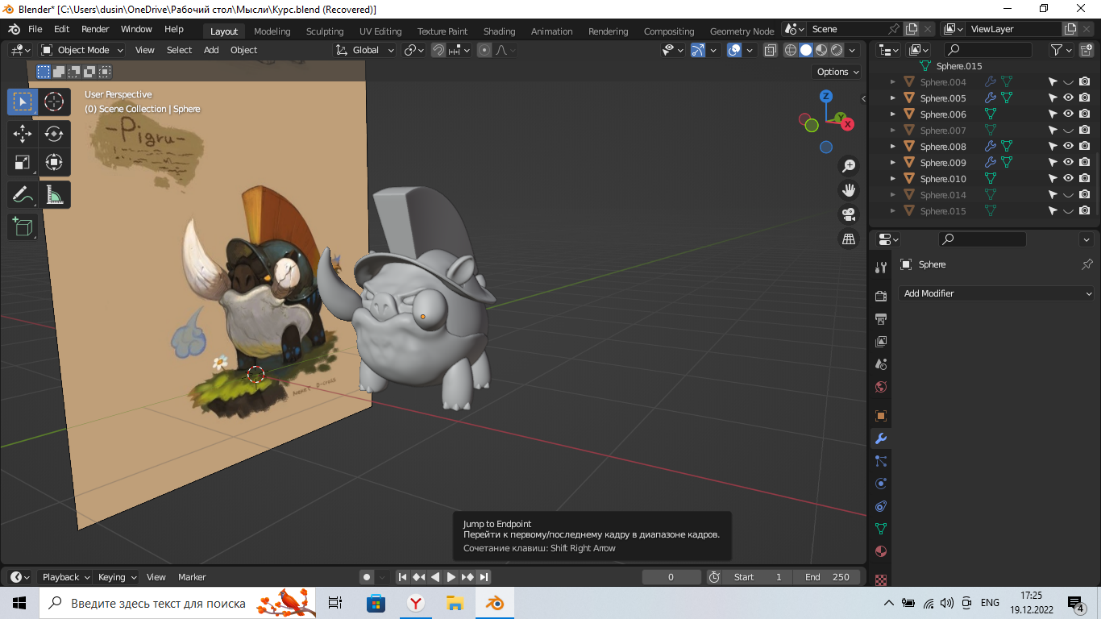 Blender* [C:\Users\dusin\OneDrive\Рабочий стол\Мысли\Курс.blend (Recovered)]
File Edit Render Window Help Layout Modeling Sculpting UV Editing Texture Paint Shading Animation Rendering Compositing Geometry Node Scene ViewLayer
Object Mode View Select Add Object Global
Options
User Perspective
(0) Scene Collection | Sphere
-Pigru-
Z
Y
X
Sphere.015
Sphere.004
Sphere.005
Sphere.006
Sphere.007
Sphere.008
Sphere.009
Sphere.010
Sphere.014
Sphere.015
Sphere
Add Modifier
Jump to Endpoint
Перейти к первому/последнему кадру в диапазоне кадров.
Сочетание клавиш: Shift Right Arrow
Playback Keying View Marker 0 Start 1 End 250
Введите здесь текст для поиска
ENG
17:25
19.12.2022
4